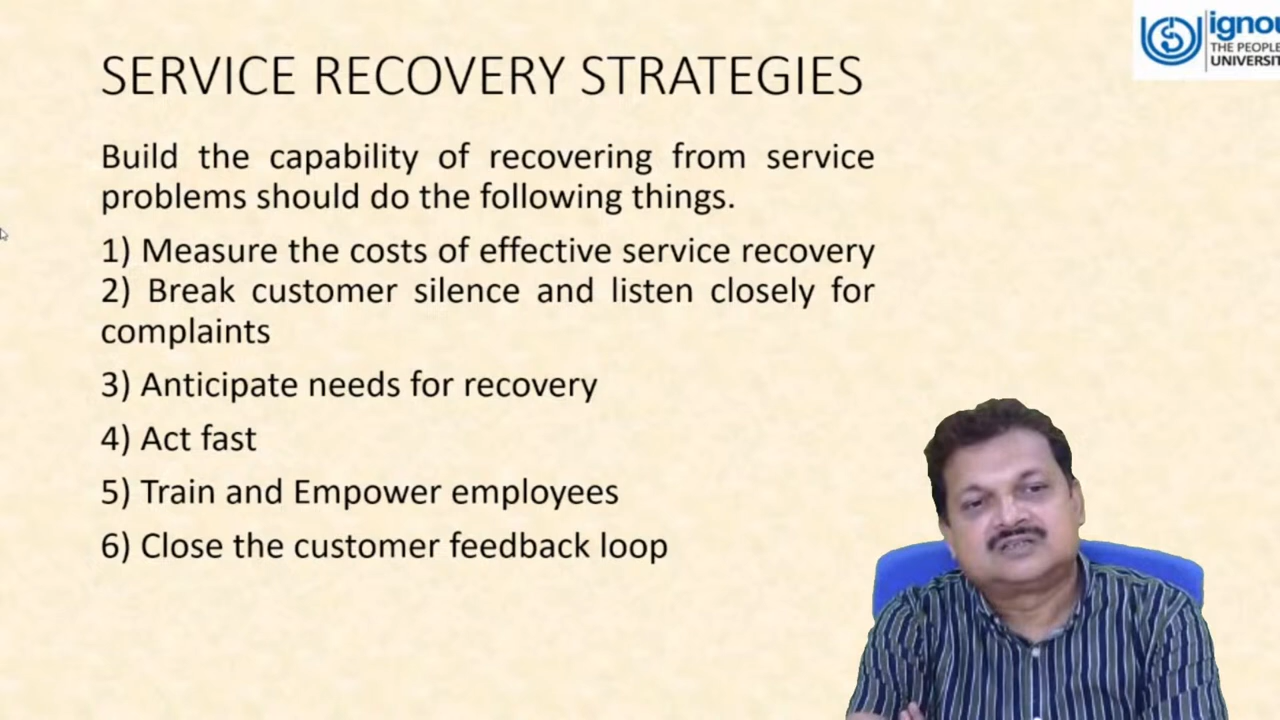 ignou
THE PEOPLE
UNIVERSIT
SERVICE RECOVERY STRATEGIES
Build the capability of recovering from service
problems should do the following things.
1) Measure the costs of effective service recovery
2) Break customer silence and listen closely for
complaints
3) Anticipate needs for recovery
4) Act fast
5) Train and Empower employees
6) Close the customer feedback loop